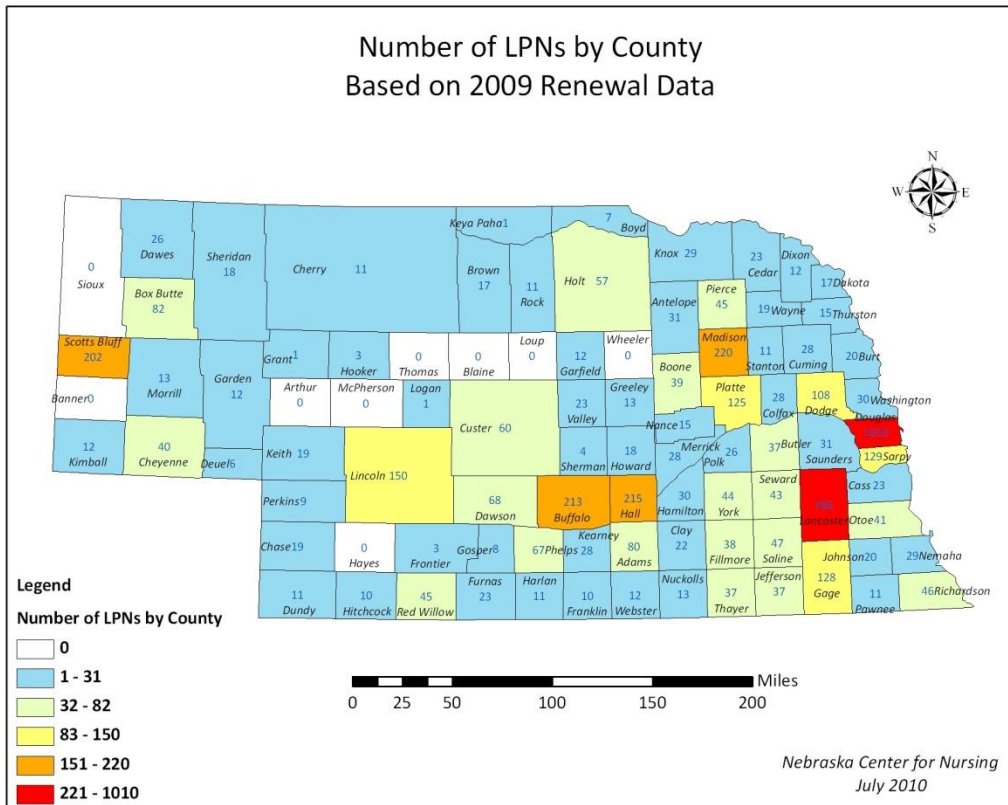 Number of LPNs by County
Based on 2009 Renewal Data
N
W E
S
0
Sioux
26
Dawes
Sheridan
18
Box Butte
82
Cherry 11
Keya Paha 1
7
Boyd
Brown
17
11
Rock
Holt 57
Knox 29
23
Cedar
Dixon
12
17 Dakota
Antelope
31
Pierce
45
19 Wayne
15 Thurston
Scotts Bluff
202
13
Morrill
Garden
12
Grant 1
3
Hooker
0
Thomas
0
Blaine
Loup
0
12
Garfield
Wheeler
0
Boone
39
Madison
220
11
Stanton
28
Cuming
20 Burt
Banner 0
Arthur
0
McPherson
0
Logan
1
Custer 60
23
Valley
Greeley
13
Nance 15
Platte
125
28
Colfax
108
Dodge
30 Washington
Douglas
1010
12
Kimball
40
Cheyenne
Deuel 6
Keith 19
Lincoln 150
4
Sherman
18
Howard
Merrick
28
26
Polk
37 Butler
31
Saunders
129 Sarpy
Perkins 9
68
Dawson
213
Buffalo
215
Hall
30
Hamilton
44
York
Seward
43
Lancaster
Cass 23
Otoe 41
Chase 19
0
Hayes
3
Frontier
Gosper 8
67 Phelps
Kearney
28
80
Adams
Clay
22
38
Fillmore
47
Saline
Johnson 20
29 Nemaha
11
Dundy
10
Hitchcock
45
Red Willow
Furnas
23
Harlan
11
10
Franklin
12
Webster
Nuckolls
13
37
Thayer
Jefferson
37
128
Gage
11
Pawnee
46 Richardson
Legend
Number of LPNs by County
0
1 - 31
32 - 82
83 - 150
151 - 220
221 - 1010
Miles
0 25 50 100 150 200
Nebraska Center for Nursing
July 2010